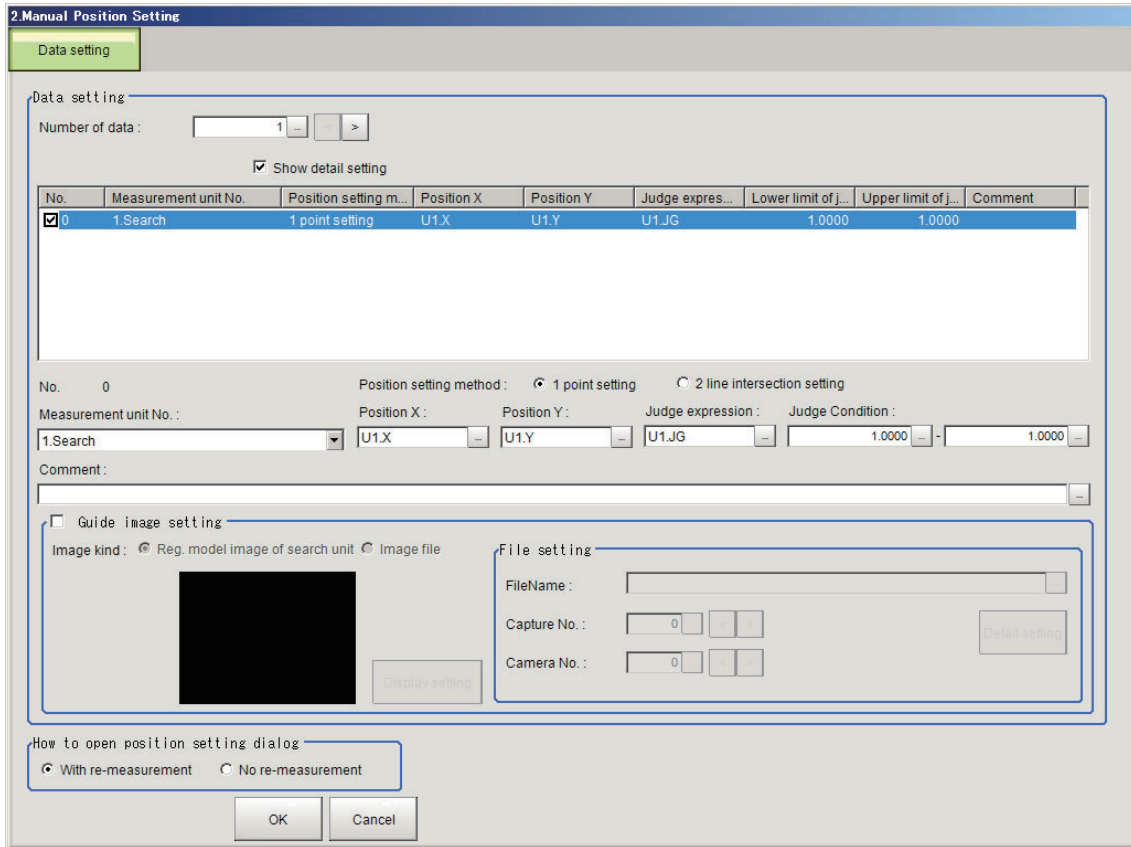 2.Manual Position Setting
Data setting
Data setting
Number of data : 1 - < >
Show detail setting
No. Measurement unit No. Position setting m... Position X Position Y Judge expres... Lower limit of j... Upper limit of j... Comment
0 1.Search 1 point setting U1.X U1.Y U1.JG 1.0000 1.0000
No. 0 Position setting method : 1 point setting 2 line intersection setting
Measurement unit No. : Position X : Position Y : Judge expression : Judge Condition :
1.Search U1.X ... U1.Y ... U1.JG ... 1.0000 ... - 1.0000 ...
Comment :
...
Guide image setting
Image kind : Reg. model image of search unit Image file
File setting
FileName : ...
Capture No. : 0 ... < >
Detail setting
Camera No. : 0 ... < >
Display setting
How to open position setting dialog
With re-measurement No re-measurement
OK Cancel